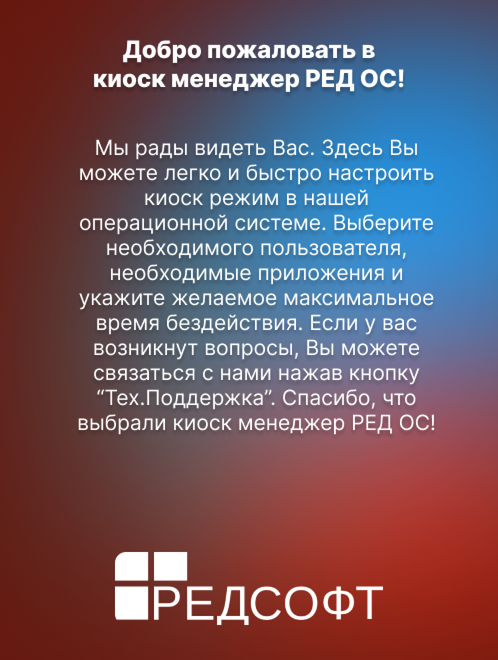 Добро пожаловать в
киоск менеджер РЕД ОС!
Мы рады видеть Вас. Здесь Вы
можете легко и быстро настроить
киоск режим в нашей
операционной системе. Выберите
необходимого пользователя,
необходимые приложения и
укажите желаемое максимальное
время бездействия. Если у вас
возникнут вопросы, Вы можете
связаться с нами нажав кнопку
“Тех.Поддержка”. Спасибо, что
выбрали киоск менеджер РЕД ОС!
РЕДСОФТ